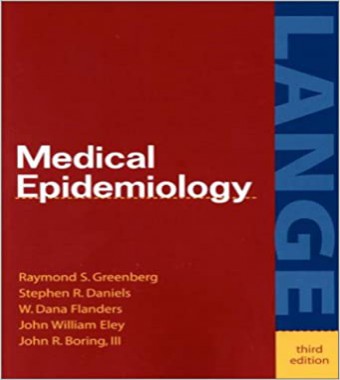 LANGE
Medical
Epidemiology
Raymond S. Greenberg
Stephen R. Daniels
W. Dana Flanders
John William Eley
John R. Boring, III
third
edition